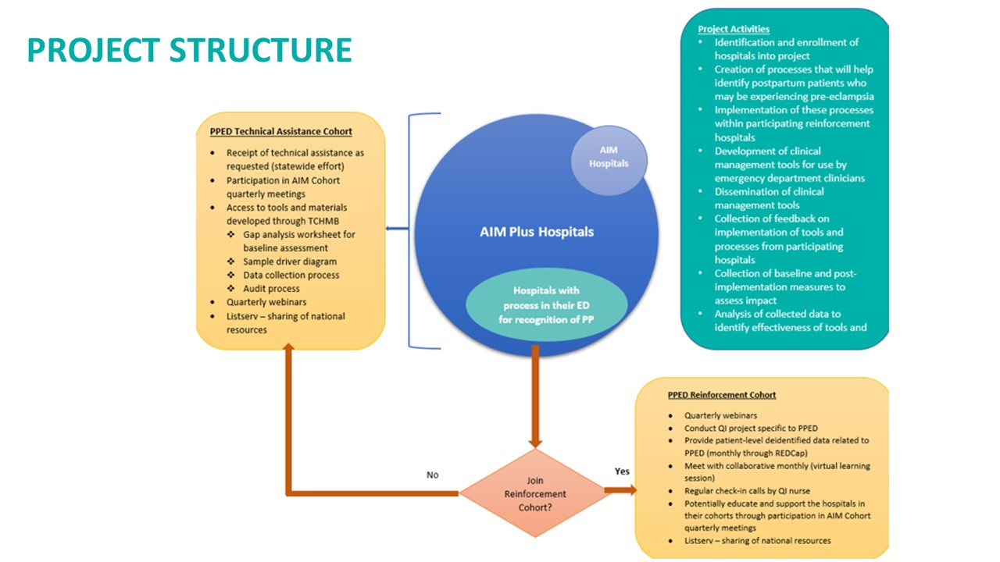 PROJECT STRUCTURE
PPED Technical Assistance Cohort
• Receipt of technical assistance as
requested (statewide effort)
• Participation in AIM Cohort
quarterly meetings
• Access to tools and materials
developed through TCHMB
❖ Gap analysis worksheet for
baseline assessment
❖ Sample driver diagram
❖ Data collection process
❖ Audit process
• Quarterly webinars
• Listserv – sharing of national
resources
AIM
Hospitals
AIM Plus Hospitals
Hospitals with
process in their ED
for recognition of PP
Project Activities
• Identification and enrollment of
hospitals into project
• Creation of processes that will help
identify postpartum patients who
may be experiencing pre-eclampsia
• Implementation of these processes
within participating reinforcement
hospitals
• Development of clinical
management tools for use by
emergency department clinicians
• Dissemination of clinical
management tools
• Collection of feedback on
implementation of tools and
processes from participating
hospitals
• Collection of baseline and post-
implementation measures to
assess impact
• Analysis of collected data to
identify effectiveness of tools and
No
Join
Reinforcement
Cohort?
Yes
PPED Reinforcement Cohort
• Quarterly webinars
• Conduct QI project specific to PPED
• Provide patient-level deidentified data related to
PPED (monthly through REDCap)
• Meet with collaborative monthly (virtual learning
session)
• Regular check-in calls by QI nurse
• Potentially educate and support the hospitals in
their cohorts through participation in AIM Cohort
quarterly meetings
• Listserv – sharing of national resources